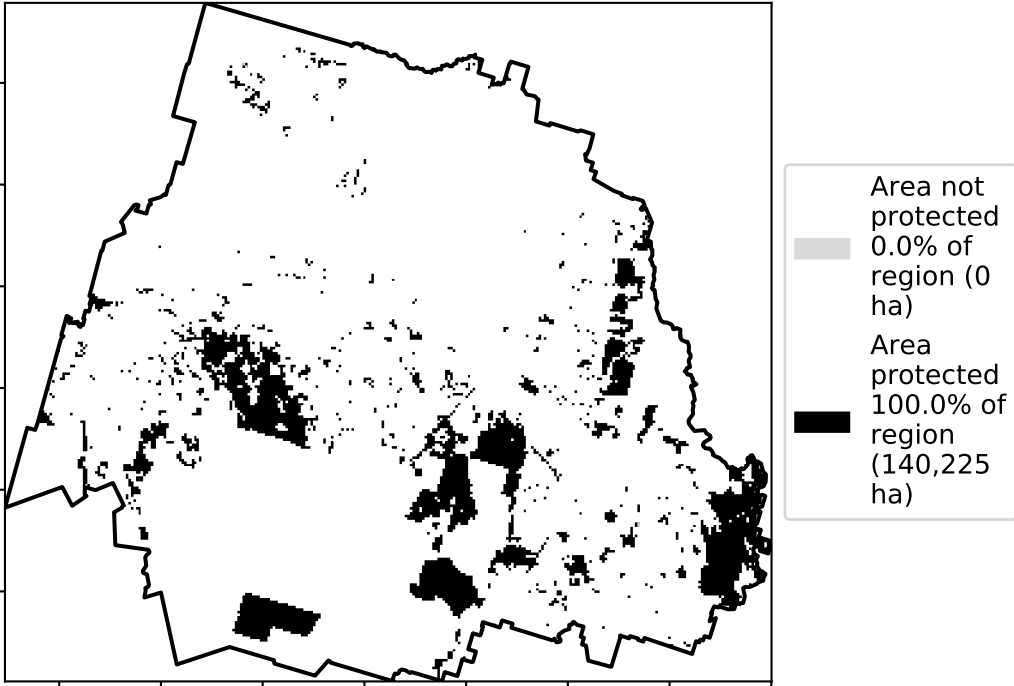 Area not
protected
0.0% of
region (0
ha)
Area
protected
100.0% of
region
(140,225
ha)